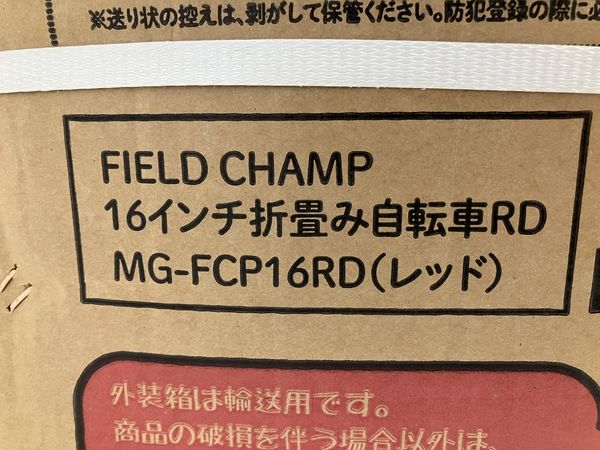 ※送り状の控えは、剥がして保管ください。防犯登録の際に必
FIELD CHAMP
16インチ折畳み自転車RD
MG-FCP16RD(レッド)
外装箱は輸送用です。
商品の破損を伴う場合以外は、